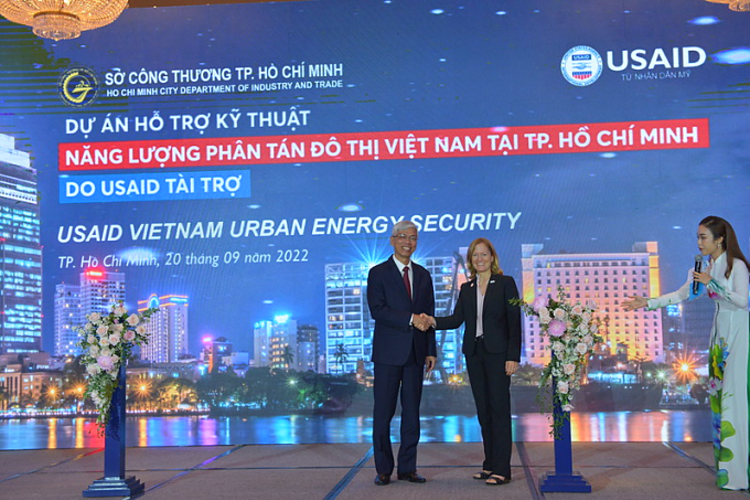 SỞ CÔNG THƯƠNG TP. HỒ CHÍ MINH
HO CHI MINH CITY DEPARTMENT OF INDUSTRY AND TRADE
USAID
USAID
TỪ NHÂN DÂN MỸ
DỰ ÁN HỖ TRỢ KỸ THUẬT
NĂNG LƯỢNG PHÂN TÁN ĐÔ THỊ VIỆT NAM TẠI TP. HỒ CHÍ MINH
DO USAID TÀI TRỢ
USAID VIETNAM URBAN ENERGY SECURITY
TP. Hồ Chí Minh, 20 tháng 09 năm 2022